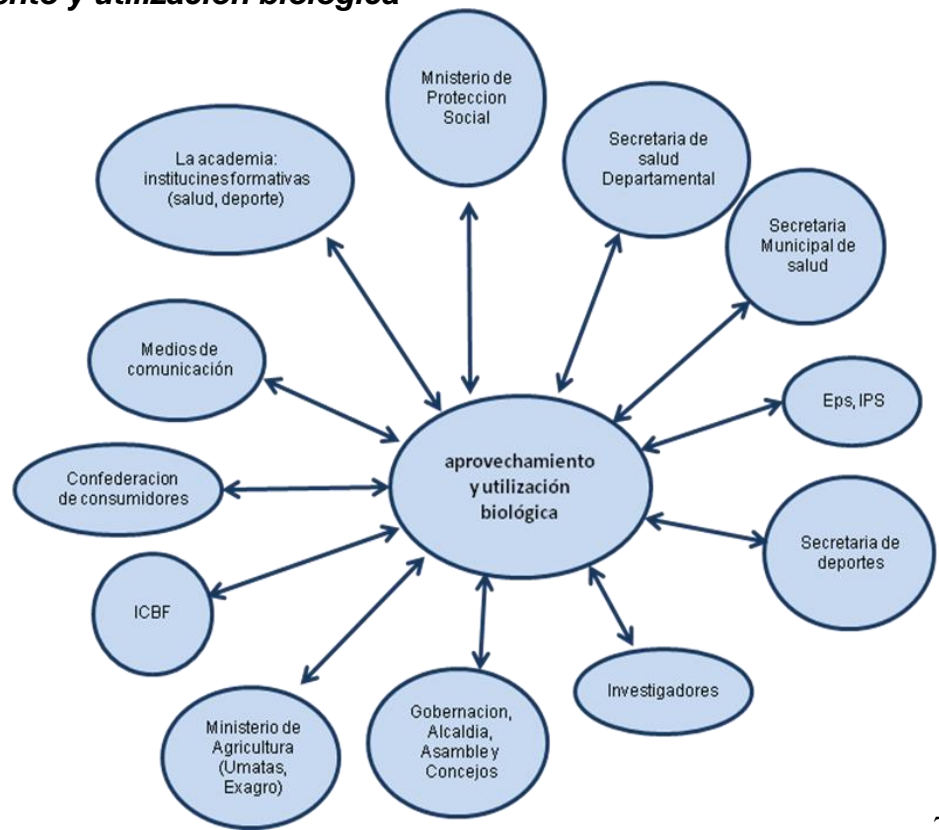 y utilización biológica
Mnisterio de
Proteccion
Social
Secretaria de
salud
Departamental
La academia:
institucines formativas
(salud, deporte)
Secretaria
Municipal de
salud
Medios de
comunicación
Eps, IPS
aprovechamiento
y utilización
biológica
Confederacion
de consumidores
Secretaria de
deportes
ICBF
Investigadores
Ministerio de
Agricultura
(Umatas,
Exagro)
Gobernacion,
Alcaldia,
Asamble y
Concejos